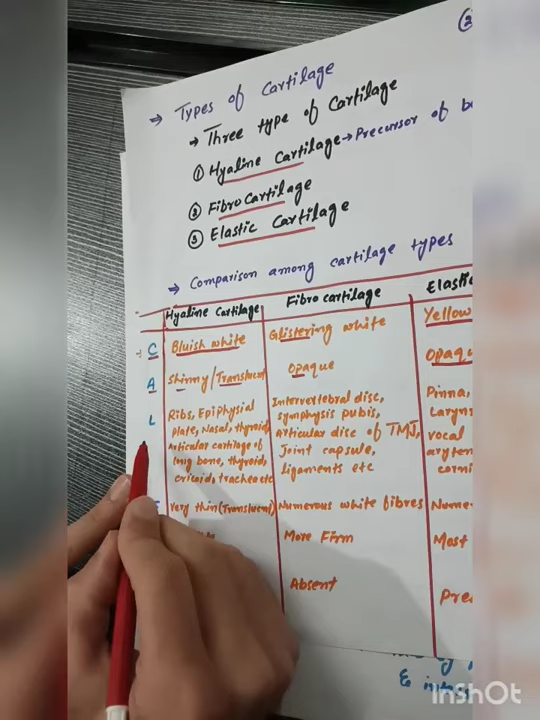 → Types of Cartilage
→ Three type of Cartilage
① Hyaline Cartilage → Precursor of b
② Fibro Cartilage
③ Elastic Cartilage
→ Comparison among cartilage types
Hyaline Cartilage Fibro cartilage Elastic
C Bluish white Glistering white Yellow
A Shinny/Translucent Opaque Opaqu
L Ribs, Epiphysial Intervertebral disc, Pinna,
plate, Nasal, thyroid symphysis pubis, Laryn
Articular cartilage of Articular disc of TMJ, vocal
long bone, thyroid, Joint capsule, aryten
cricoid, trachea etc ligaments etc corni
F very thin (Translucent) Numerous white fibres Nume
More Firm Most
Absent Pre
InShOt